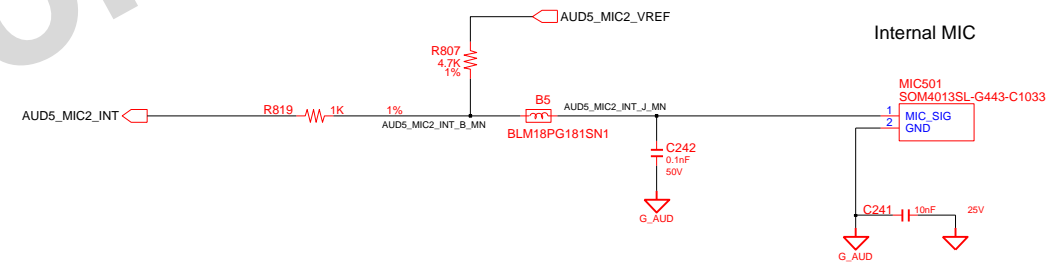 AUD5_MIC2_VREF
Internal MIC
R807
4.7K
1%
MIC501
SOM4013SL-G443-C1033
AUD5_MIC2_INT
R819
1K
1%
AUD5_MIC2_INT_B_MN
B5
BLM18PG181SN1
AUD5_MIC2_INT_J_MN
1
MIC_SIG
2
GND
C242
0.1nF
50V
G_AUD
C241
10nF
25V
G_AUD